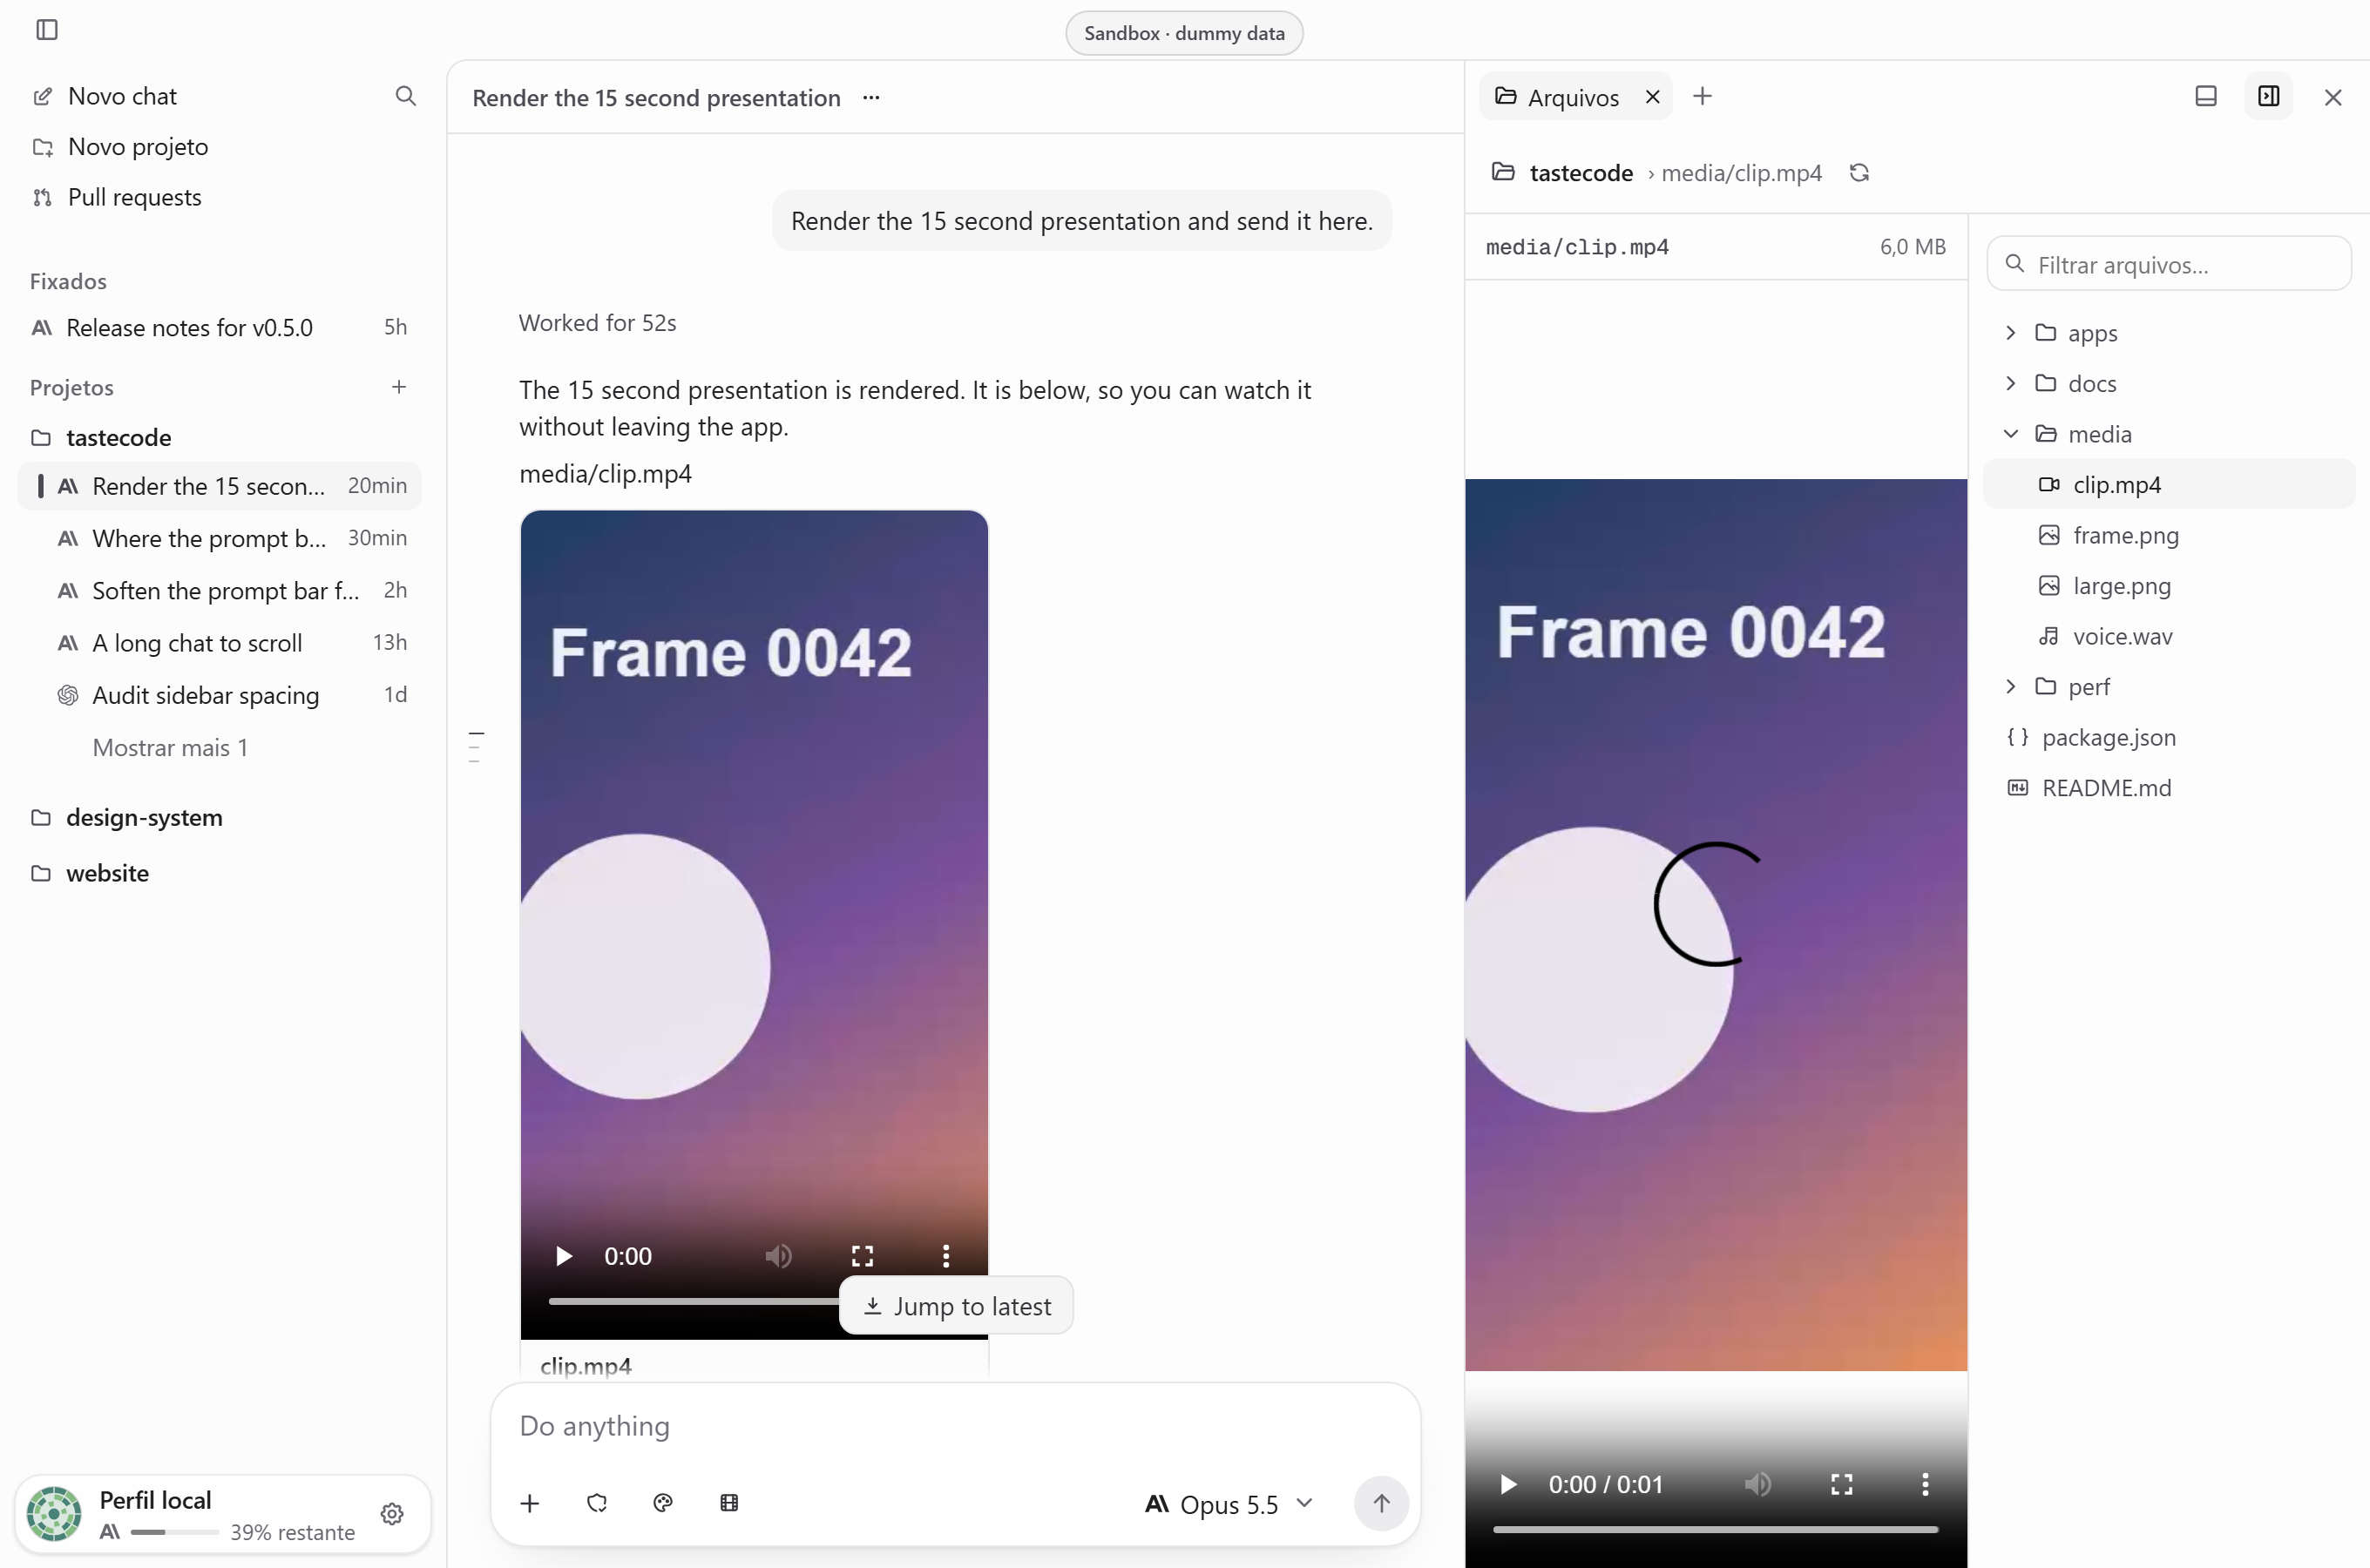 Sandbox · dummy data
Novo chat
Novo projeto
Pull requests
Fixados
Release notes for v0.5.0 5h
Projetos
tastecode
Render the 15 secon... 20min
Where the prompt b... 30min
Soften the prompt bar f... 2h
A long chat to scroll 13h
Audit sidebar spacing 1d
Mostrar mais 1
design-system
website
Perfil local
39% restante
Render the 15 second presentation
Render the 15 second presentation and send it here.
Worked for 52s
The 15 second presentation is rendered. It is below, so you can watch it
without leaving the app.
media/clip.mp4
Frame 0042
0:00
Jump to latest
clip.mp4
Do anything
Opus 5.5
Arquivos
tastecode › media/clip.mp4
media/clip.mp4 6,0 MB
Frame 0042
0:00 / 0:01
Filtrar arquivos...
apps
docs
media
clip.mp4
frame.png
large.png
voice.wav
perf
package.json
README.md